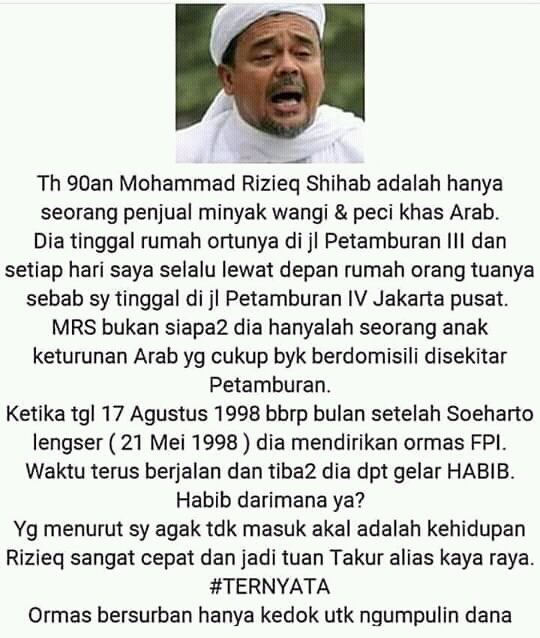 Th 90an Mohammad Rizieq Shihab adalah hanya
seorang penjual minyak wangi & peci khas Arab.
Dia tinggal rumah ortunya di jl Petamburan III dan
setiap hari saya selalu lewat depan rumah orang tuanya
sebab sy tinggal di jl Petamburan IV Jakarta pusat.
MRS bukan siapa2 dia hanyalah seorang anak
keturunan Arab yg cukup byk berdomisili disekitar
Petamburan.
Ketika tgl 17 Agustus 1998 bbrp bulan setelah Soeharto
lengser ( 21 Mei 1998 ) dia mendirikan ormas FPI.
Waktu terus berjalan dan tiba2 dia dpt gelar HABIB.
Habib darimana ya?
Yg menurut sy agak tdk masuk akal adalah kehidupan
Rizieq sangat cepat dan jadi tuan Takur alias kaya raya.
#TERNYATA
Ormas bersurban hanya kedok utk ngumpulin dana